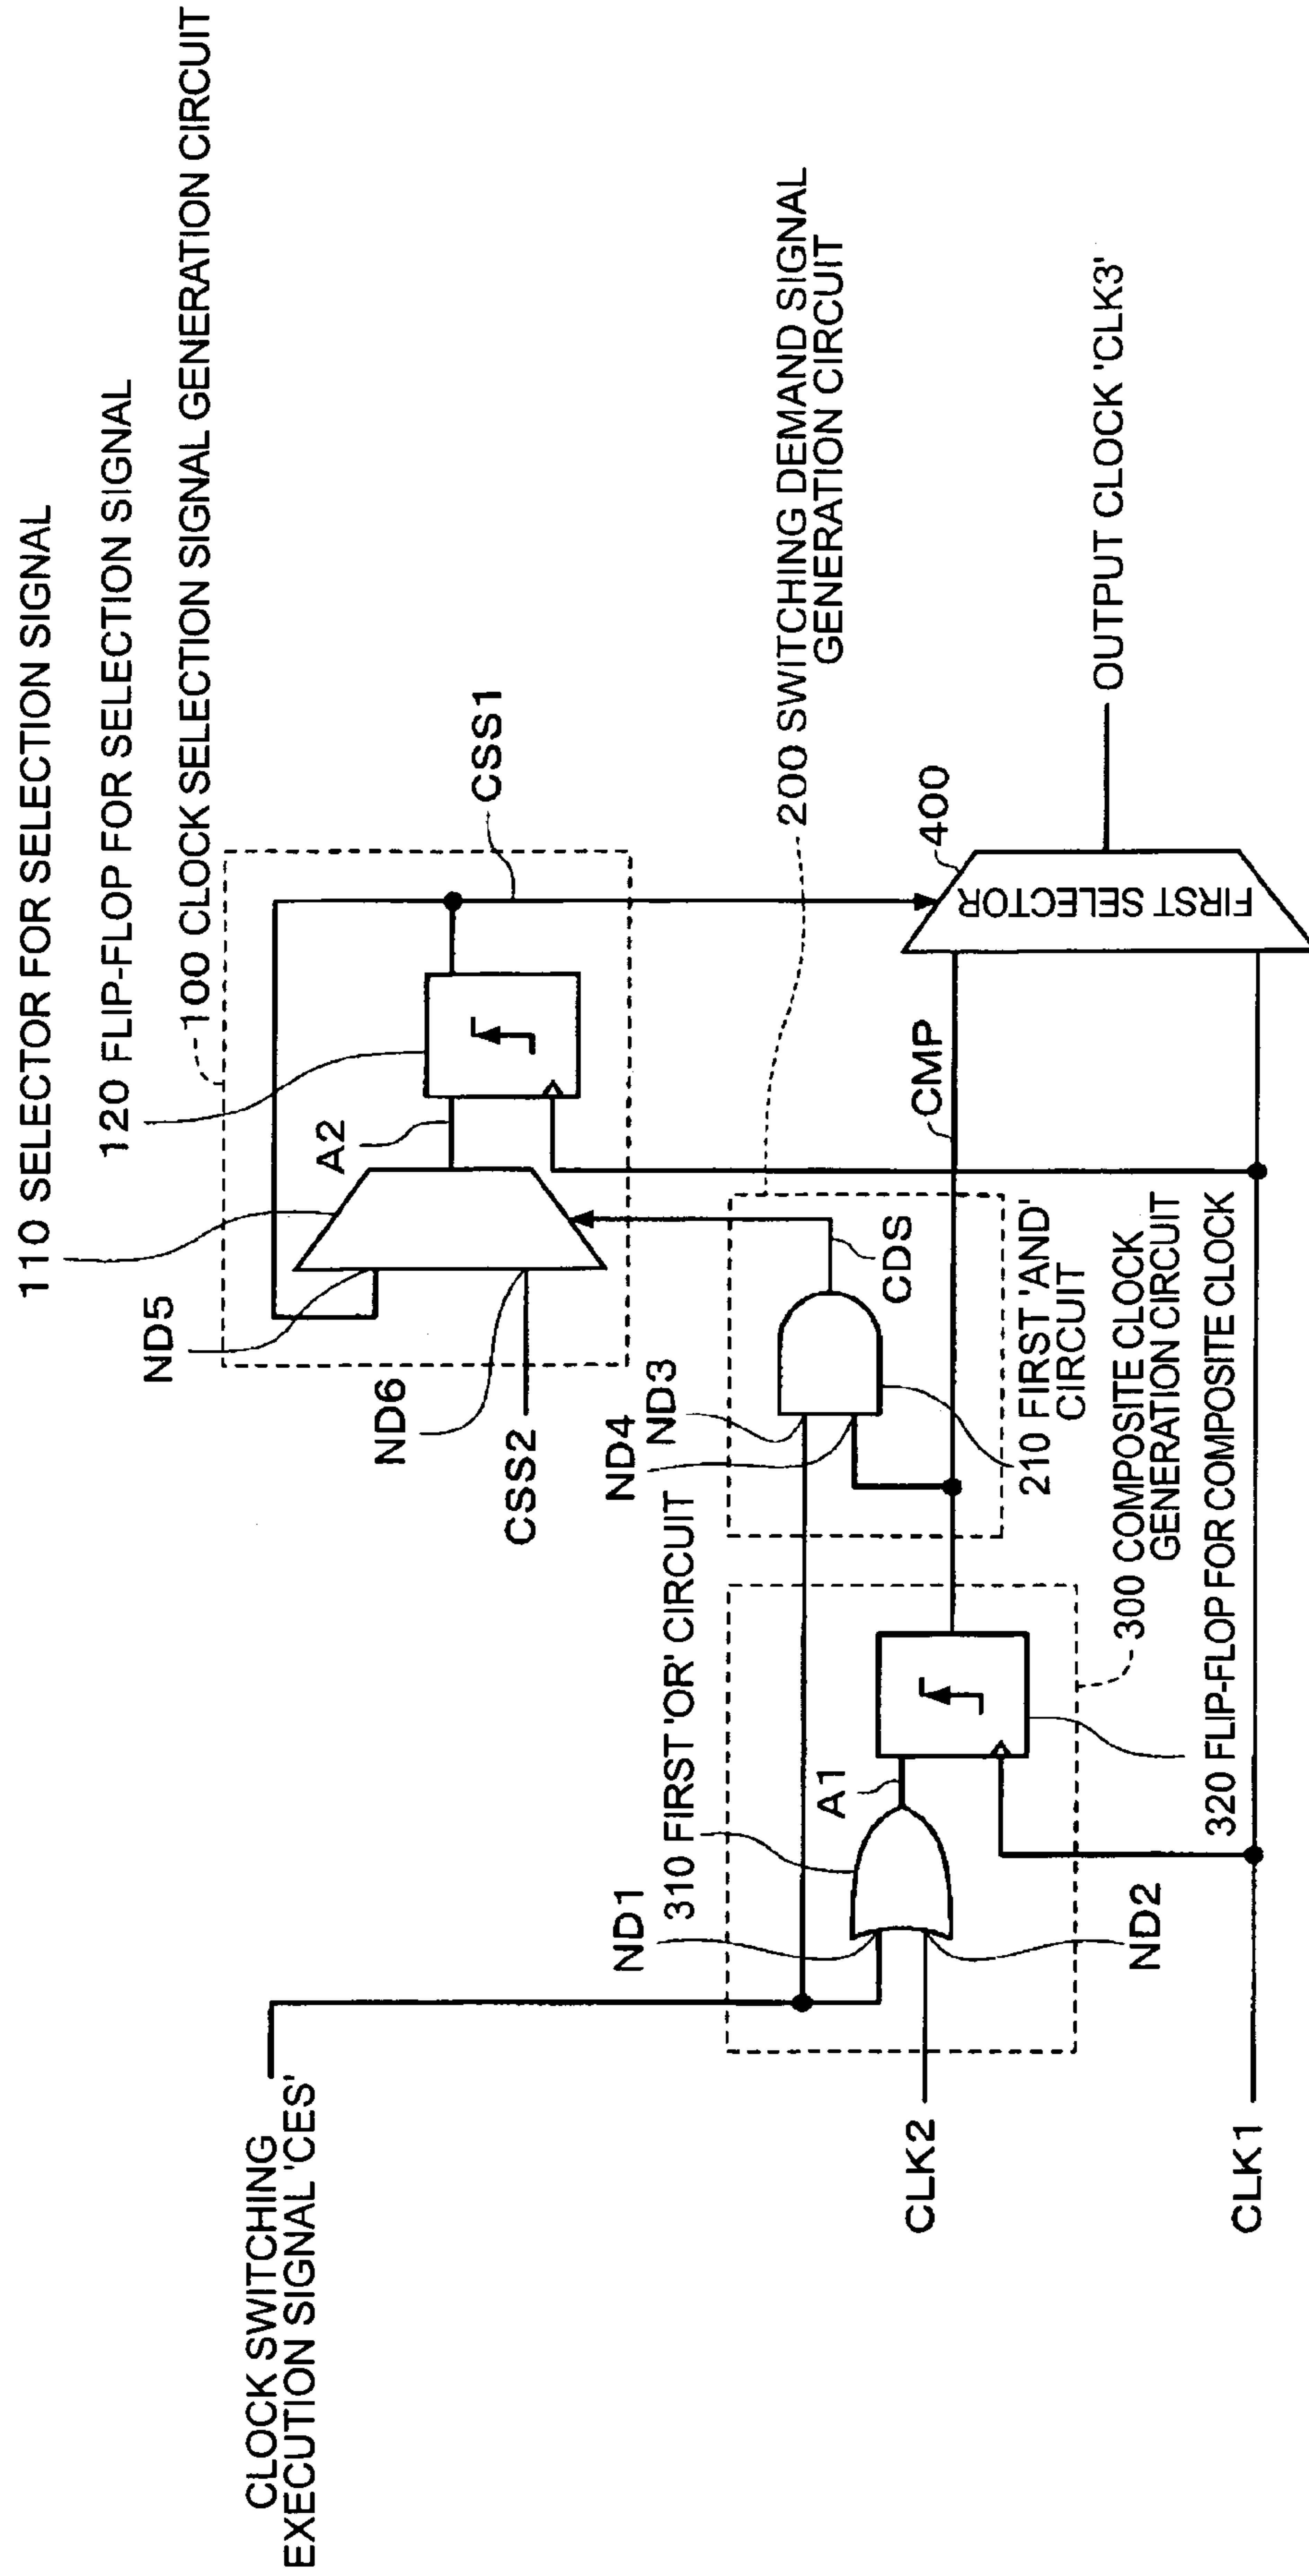 110 SELECTOR FOR SELECTION SIGNAL
120 FLIP-FLOP FOR SELECTION SIGNAL
100 CLOCK SELECTION SIGNAL GENERATION CIRCUIT
CLOCK SWITCHING
EXECUTION SIGNAL 'CES'
ND5
A2
ND6
CSS2
CSS1
ND1
ND4
ND3
310 FIRST 'OR' CIRCUIT
200 SWITCHING DEMAND SIGNAL
GENERATION CIRCUIT
A1
CDS
CLK2
CMP
400
FIRST SELECTOR
210 FIRST 'AND'
CIRCUIT
OUTPUT CLOCK 'CLK3'
ND2
300 COMPOSITE CLOCK
GENERATION CIRCUIT
320 FLIP-FLOP FOR COMPOSITE CLOCK
CLK1